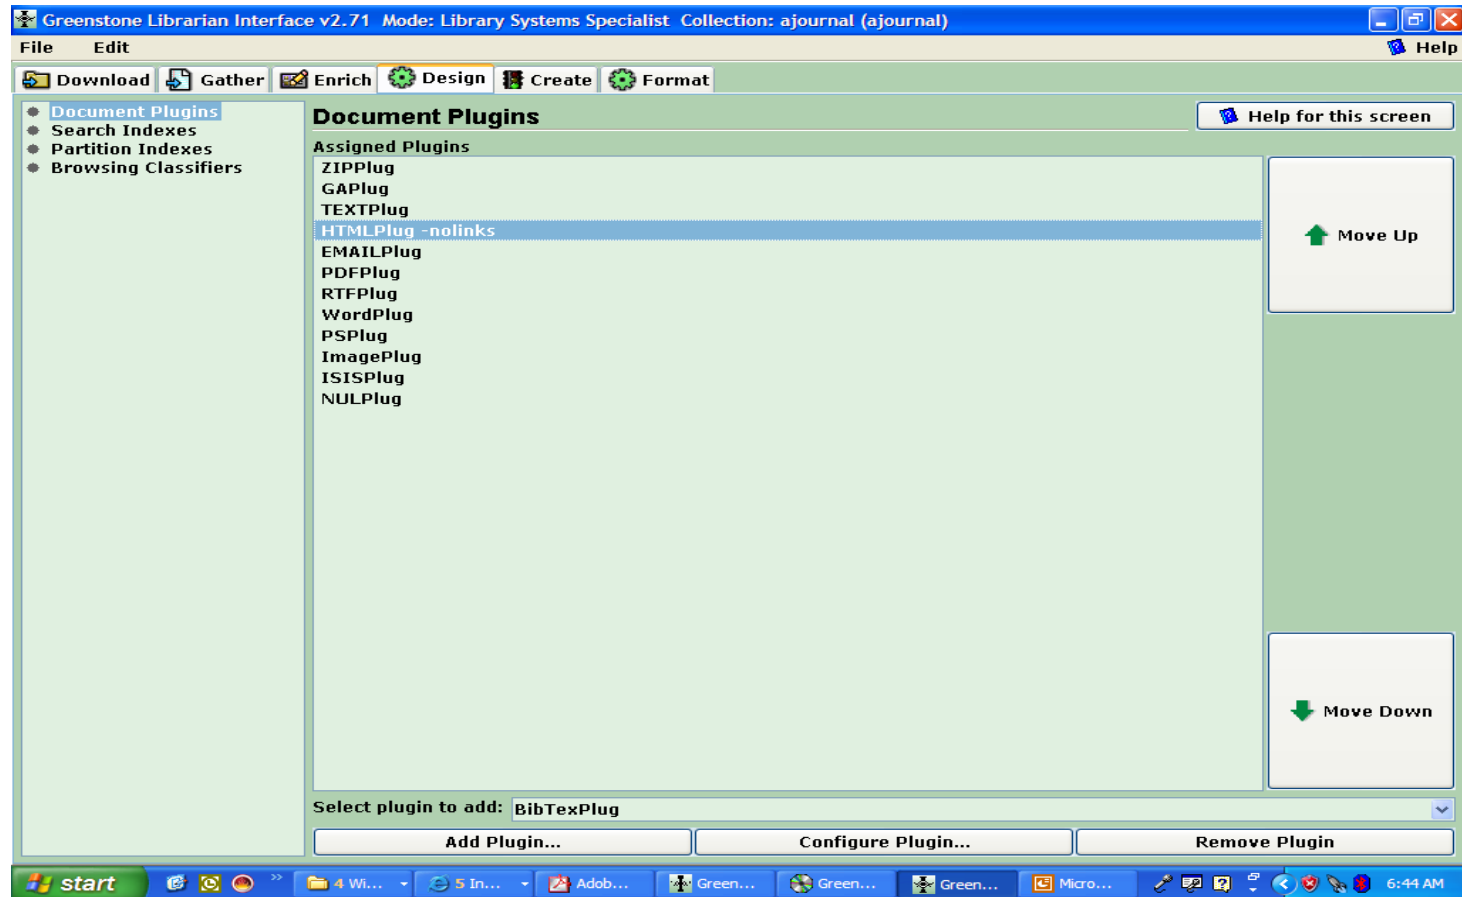 Greenstone Librarian Interface v2.71 Mode: Library Systems Specialist Collection: ajournal (ajournal)
File Edit Help
Download Gather Enrich Design Create Format
Document Plugins
Search Indexes
Partition Indexes
Browsing Classifiers
Document Plugins
Help for this screen
Assigned Plugins
ZIPPlug
GAPlug
TEXTPlug
HTMLPlug -nolinks
EMAILPlug
PDFPlug
RTFPlug
WordPlug
PSPlug
ImagePlug
ISISPlug
NULPlug
Move Up
Move Down
Select plugin to add: BibTexPlug
Add Plugin... Configure Plugin... Remove Plugin
start 4 Wi... 5 In... Adob... Green... Green... Green... Micro... 6:44 AM